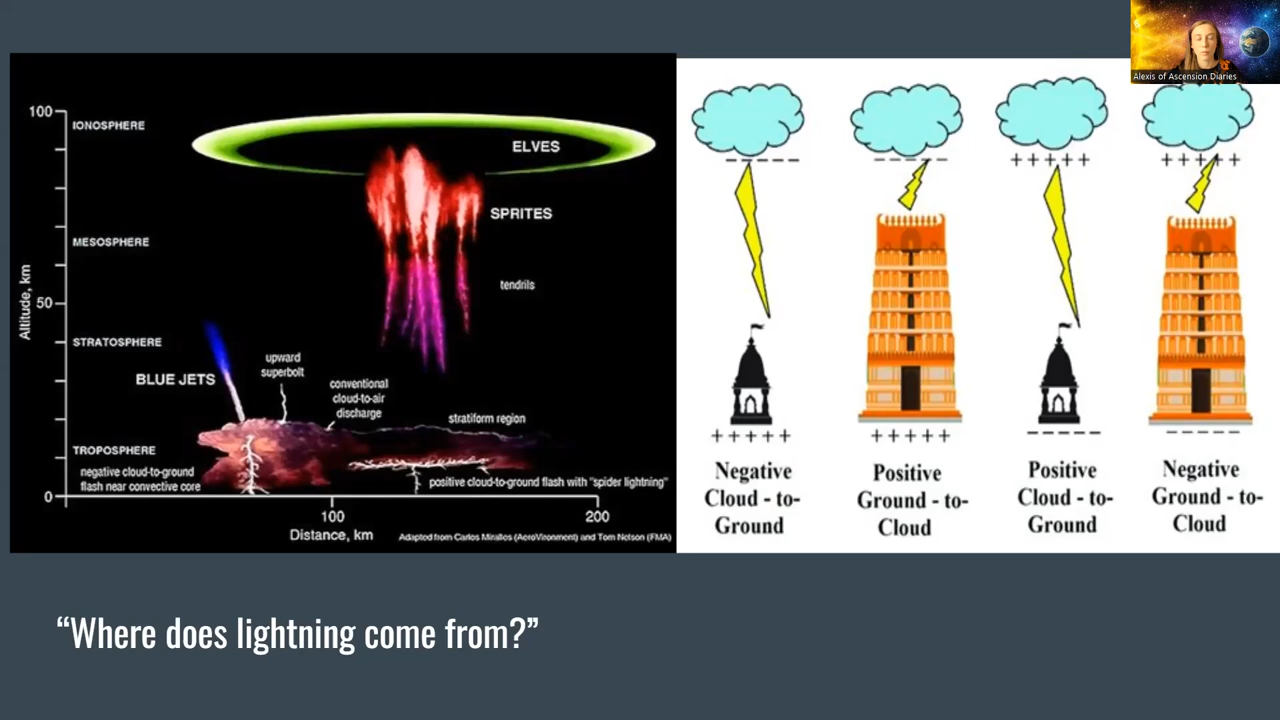 Alexis of Ascension Diaries
100
IONOSPHERE
ELVES
SPRITES
MESOSPHERE
tendrils
Altitude, km
50
STRATOSPHERE
BLUE JETS
upward
superbolt
conventional
cloud-to-air
discharge
stratiform region
TROPOSPHERE
negative cloud-to-ground
flash near convective core
positive cloud-to-ground flash with "spider lightning"
0
100
200
Distance, km
Adapted from Carlos Miralles (AeroVironment) and Tom Nelson (FMA)
- - - - - -
- - - - - -
+ + + + +
+ + + + +
+ + + + +
+ + + + +
- - - - - -
- - - - - -
Negative
Cloud - to-
Ground
Positive
Ground - to-
Cloud
Positive
Cloud - to-
Ground
Negative
Ground - to-
Cloud
“Where does lightning come from?”